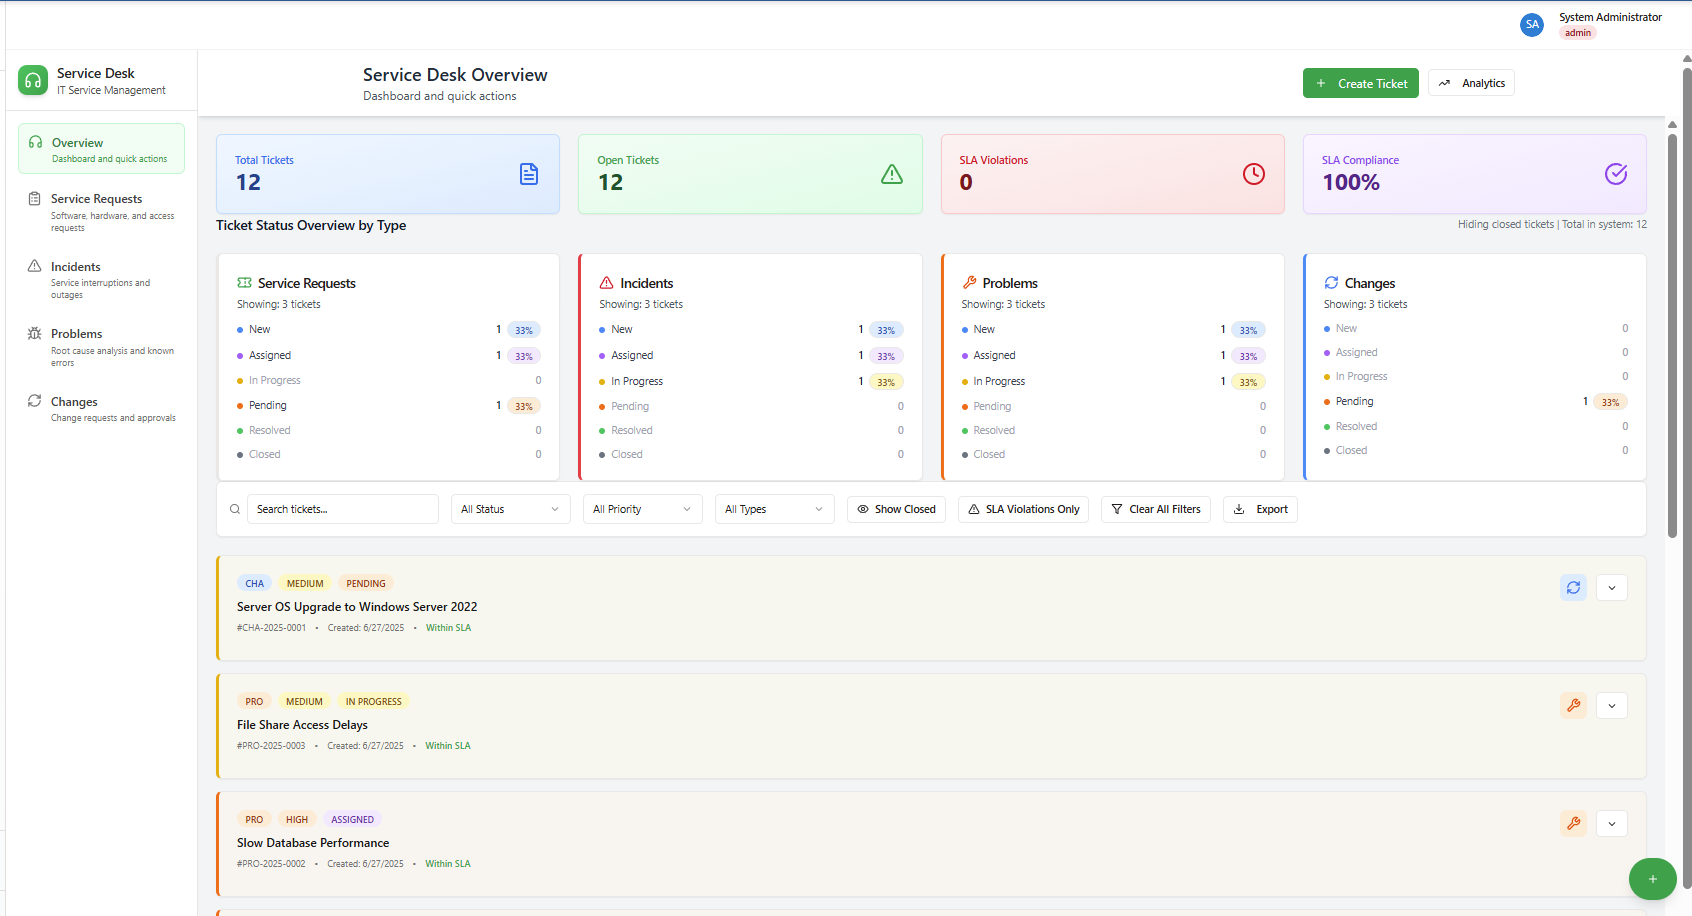 SA
System Administrator
admin
Service Desk
IT Service Management
Overview
Dashboard and quick actions
Service Requests
Software, hardware, and access
requests
Incidents
Service interruptions and
outages
Problems
Root cause analysis and known
errors
Changes
Change requests and approvals
Service Desk Overview
Dashboard and quick actions
+ Create Ticket
Analytics
Total Tickets
12
Open Tickets
12
SLA Violations
0
SLA Compliance
100%
Ticket Status Overview by Type
Hiding closed tickets | Total in system: 12
Service Requests
Showing: 3 tickets
New 1 33%
Assigned 1 33%
In Progress 0
Pending 1 33%
Resolved 0
Closed 0
Incidents
Showing: 3 tickets
New 1 33%
Assigned 1 33%
In Progress 1 33%
Pending 0
Resolved 0
Closed 0
Problems
Showing: 3 tickets
New 1 33%
Assigned 1 33%
In Progress 1 33%
Pending 0
Resolved 0
Closed 0
Changes
Showing: 3 tickets
New 0
Assigned 0
In Progress 0
Pending 1 33%
Resolved 0
Closed 0
Search tickets...
All Status
All Priority
All Types
Show Closed
SLA Violations Only
Clear All Filters
Export
CHA MEDIUM PENDING
Server OS Upgrade to Windows Server 2022
#CHA-2025-0001 • Created: 6/27/2025 • Within SLA
PRO MEDIUM IN PROGRESS
File Share Access Delays
#PRO-2025-0003 • Created: 6/27/2025 • Within SLA
PRO HIGH ASSIGNED
Slow Database Performance
#PRO-2025-0002 • Created: 6/27/2025 • Within SLA
+